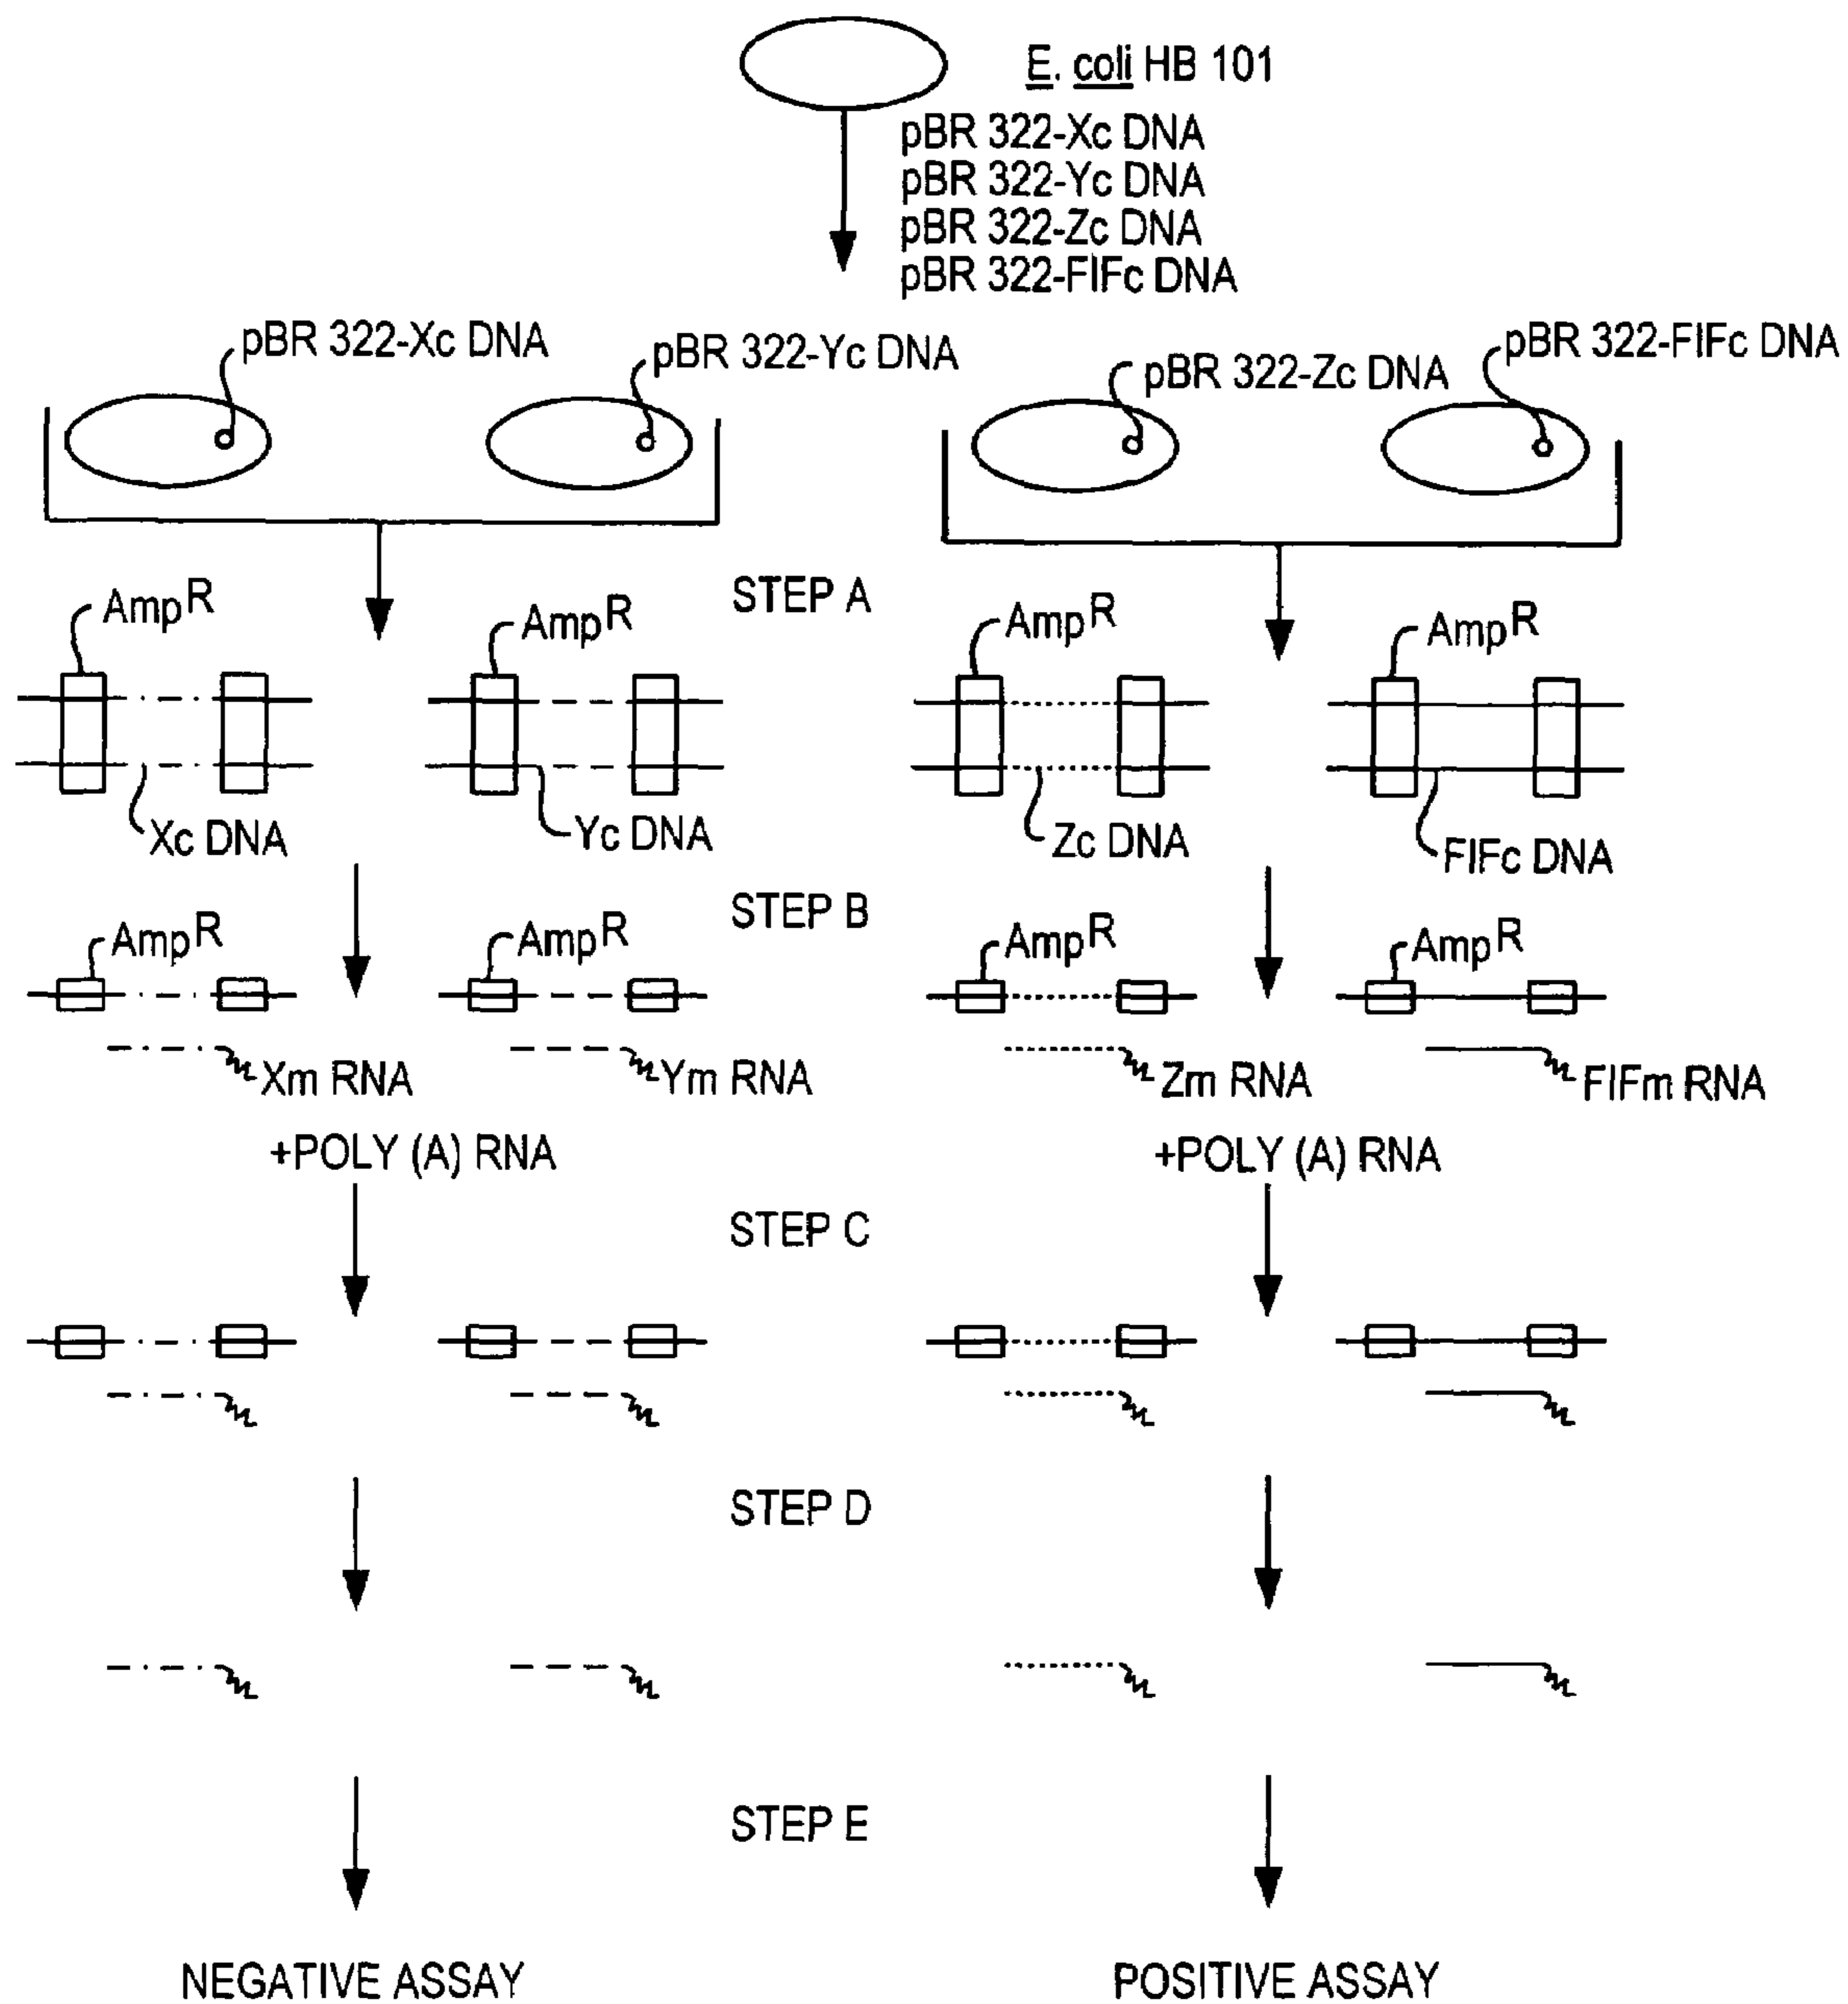 E. coli HB 101
pBR 322-Xc DNA
pBR 322-Yc DNA
pBR 322-Zc DNA
pBR 322-FIFc DNA
pBR 322-Xc DNA
pBR 322-Yc DNA
pBR 322-Zc DNA
pBR 322-FIFc DNA
STEP A
AmpR
AmpR
AmpR
AmpR
Xc DNA
Yc DNA
Zc DNA
FIFc DNA
STEP B
AmpR
AmpR
AmpR
AmpR
Xm RNA
Ym RNA
Zm RNA
FIFm RNA
+POLY (A) RNA
+POLY (A) RNA
STEP C
STEP D
STEP E
NEGATIVE ASSAY
POSITIVE ASSAY